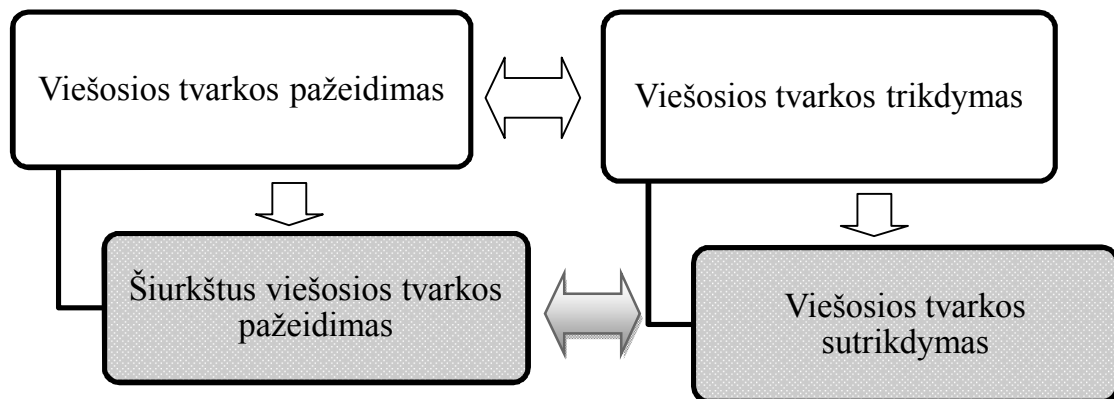 Viešosios tvarkos pažeidimas
Viešosios tvarkos trikdymas
Šiurkštus viešosios tvarkos
pažeidimas
Viešosios tvarkos
sutrikdymas